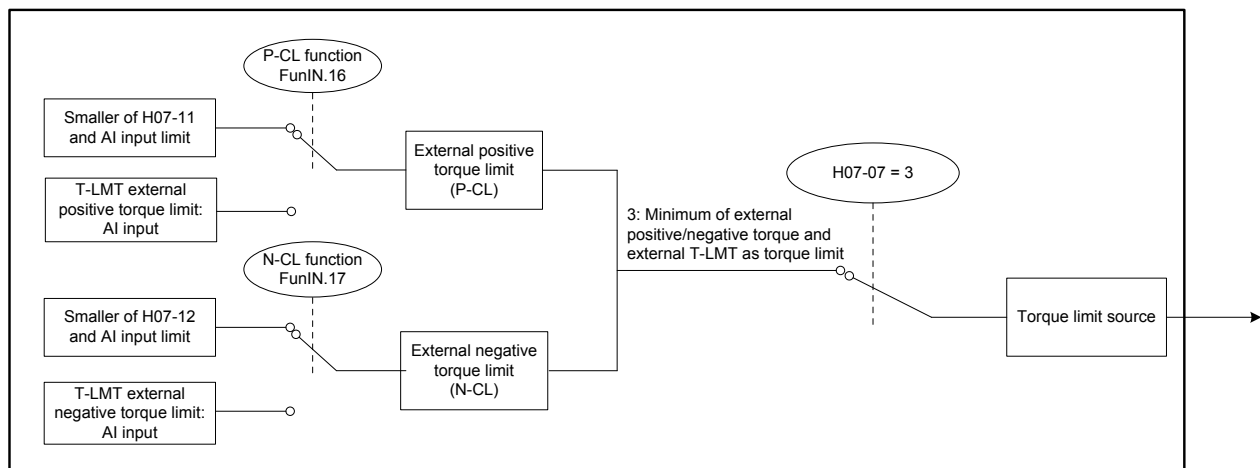 P-CL function
FunIN.16
Smaller of H07-11
and AI input limit
External positive
torque limit
(P-CL)
T-LMT external
positive torque limit:
AI input
H07-07 = 3
3: Minimum of external
positive/negative torque and
external T-LMT as torque limit
N-CL function
FunIN.17
Smaller of H07-12
and AI input limit
External negative
torque limit
(N-CL)
T-LMT external
negative torque limit:
AI input
Torque limit source